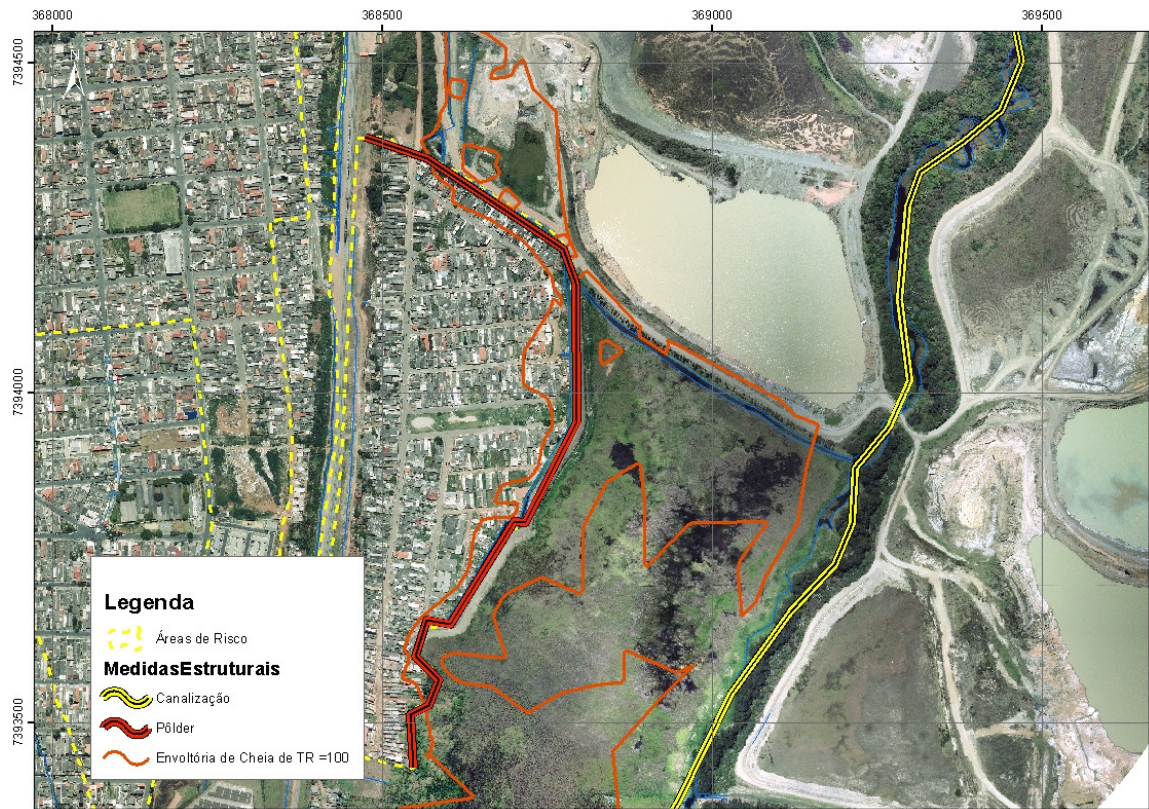 368000 368500 369000 369500
7394500
7394000
7393500
Legenda
Áreas de Risco
MedidasEstruturais
Canalização
Pôlder
Envoltória de Cheia de TR =100